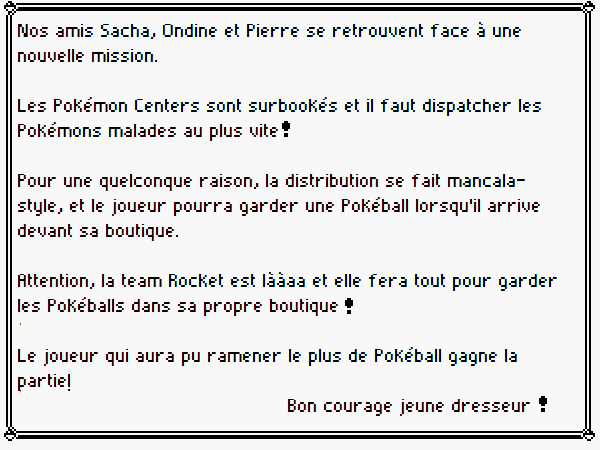 Nos amis Sacha, Ondine et Pierre se retrouvent face à une
nouvelle mission.
Les Pokémon Centers sont surbookés et il faut dispatcher les
Pokémons malades au plus vite!
Pour une quelconque raison, la distribution se fait mancala-
style, et le joueur pourra garder une Pokéball lorsqu'il arrive
devant sa boutique.
Attention, la team Rocket est lààaa et elle fera tout pour garder
les Pokéballs dans sa propre boutique !
Le joueur qui aura pu ramener le plus de Pokéball gagne la
partie!
Bon courage jeune dresseur !